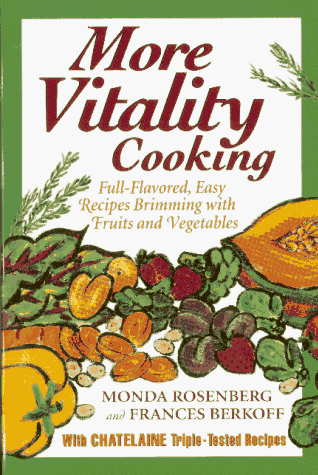 More
Vitality
Cooking
Full-Flavored, Easy
Recipes Brimming with
Fruits and Vegetables
MONDA ROSENBERG
and FRANCES BERKOFF
With CHATELAINE Triple-Tested Recipes